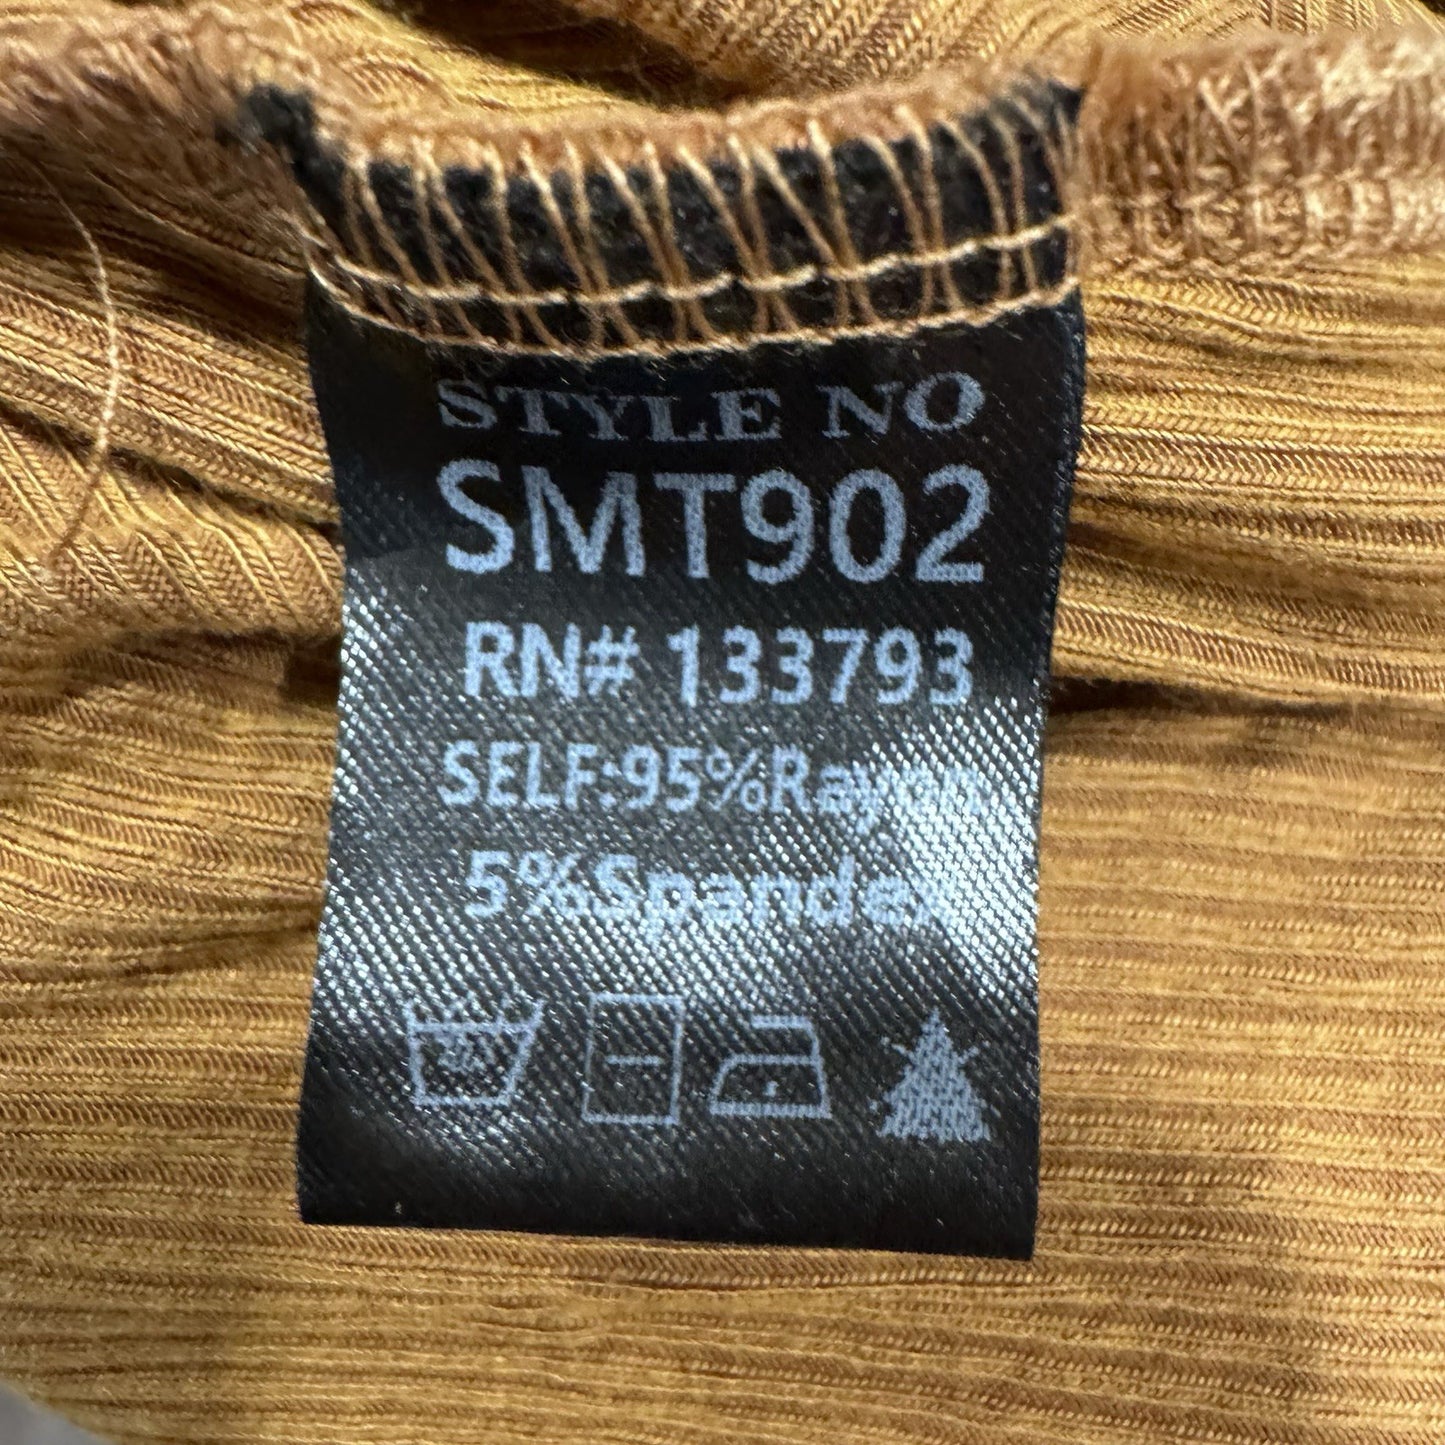 STYLE NO
SMT902
RN# 133793
SELF:95%Rayon
5%Spandex